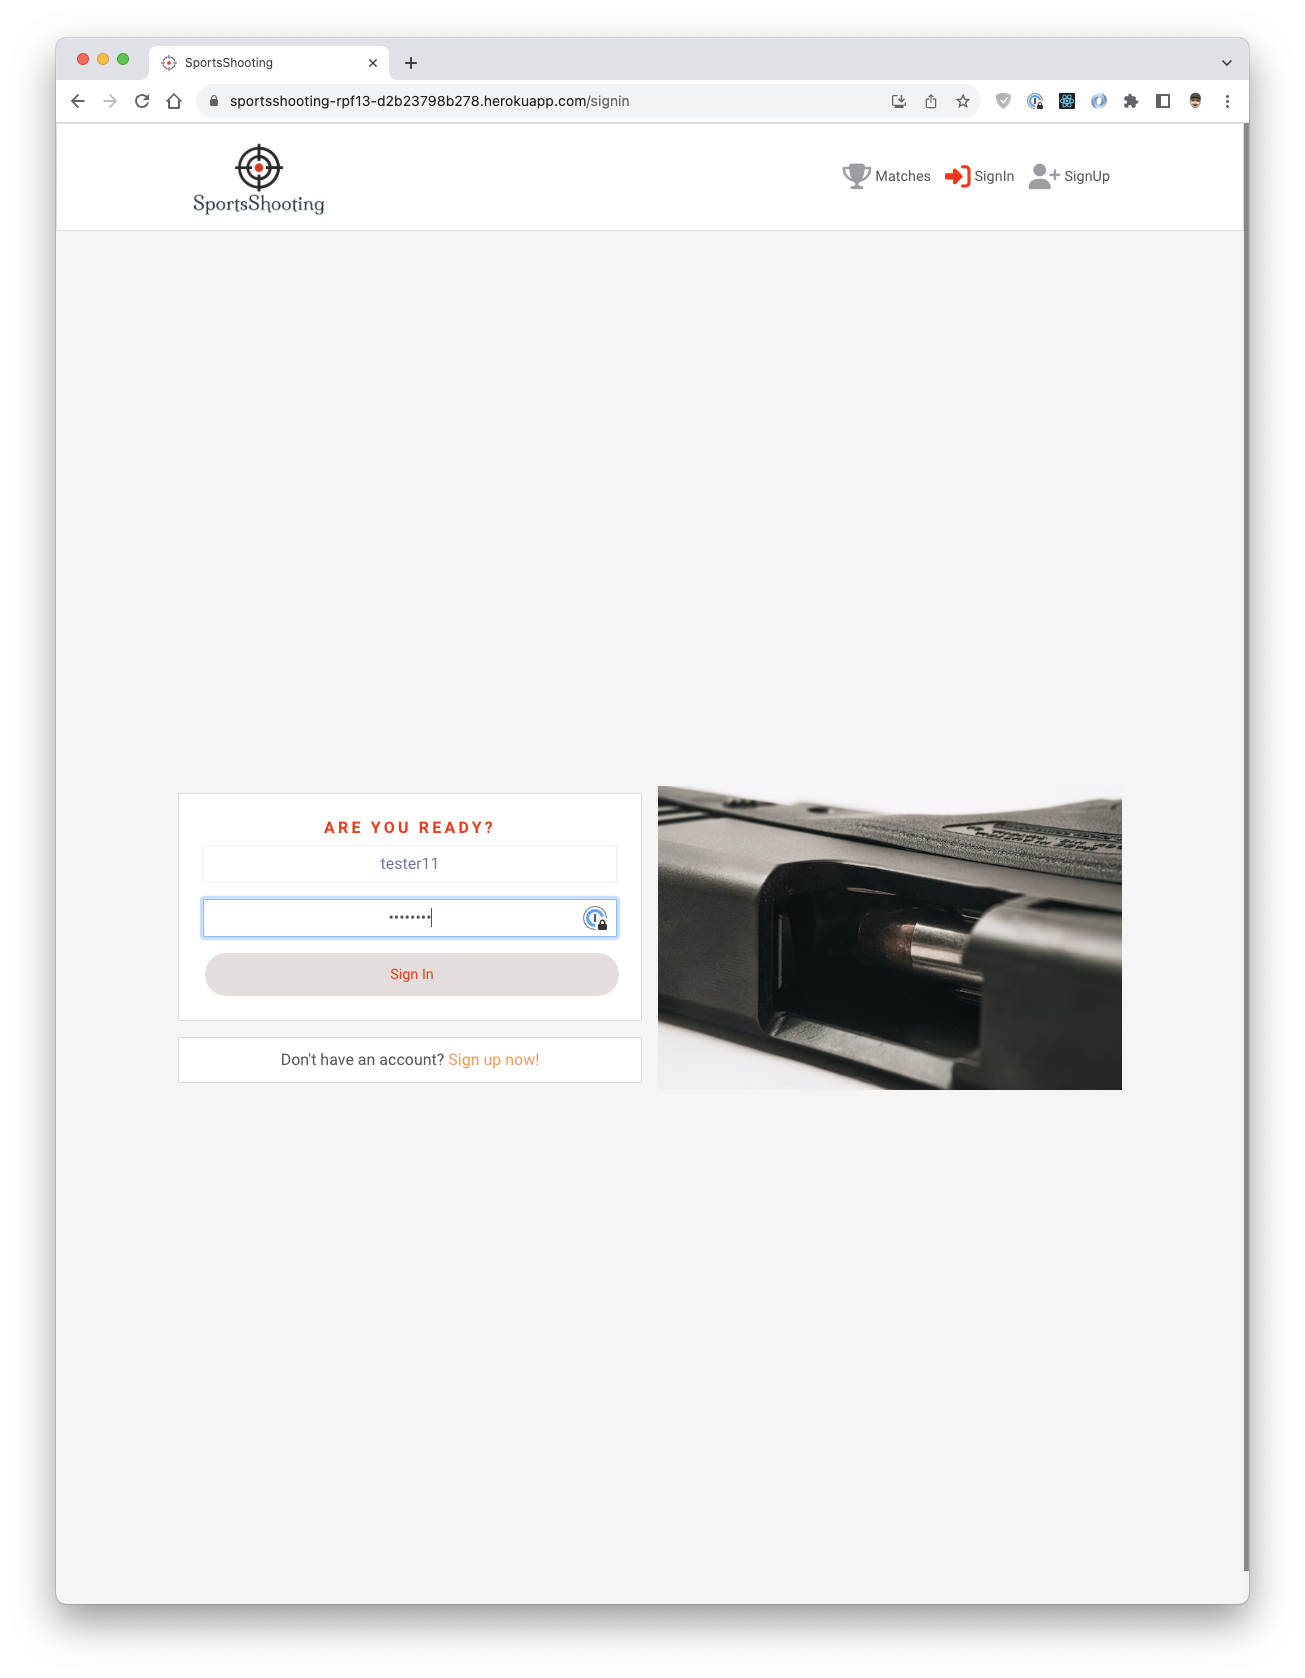 SportsShooting
sportsshooting-rpf13-d2b23798b278.herokuapp.com/signin
SportsShooting
Matches
SignIn
SignUp
ARE YOU READY?
tester11
••••••••
Sign In
Don't have an account? Sign up now!